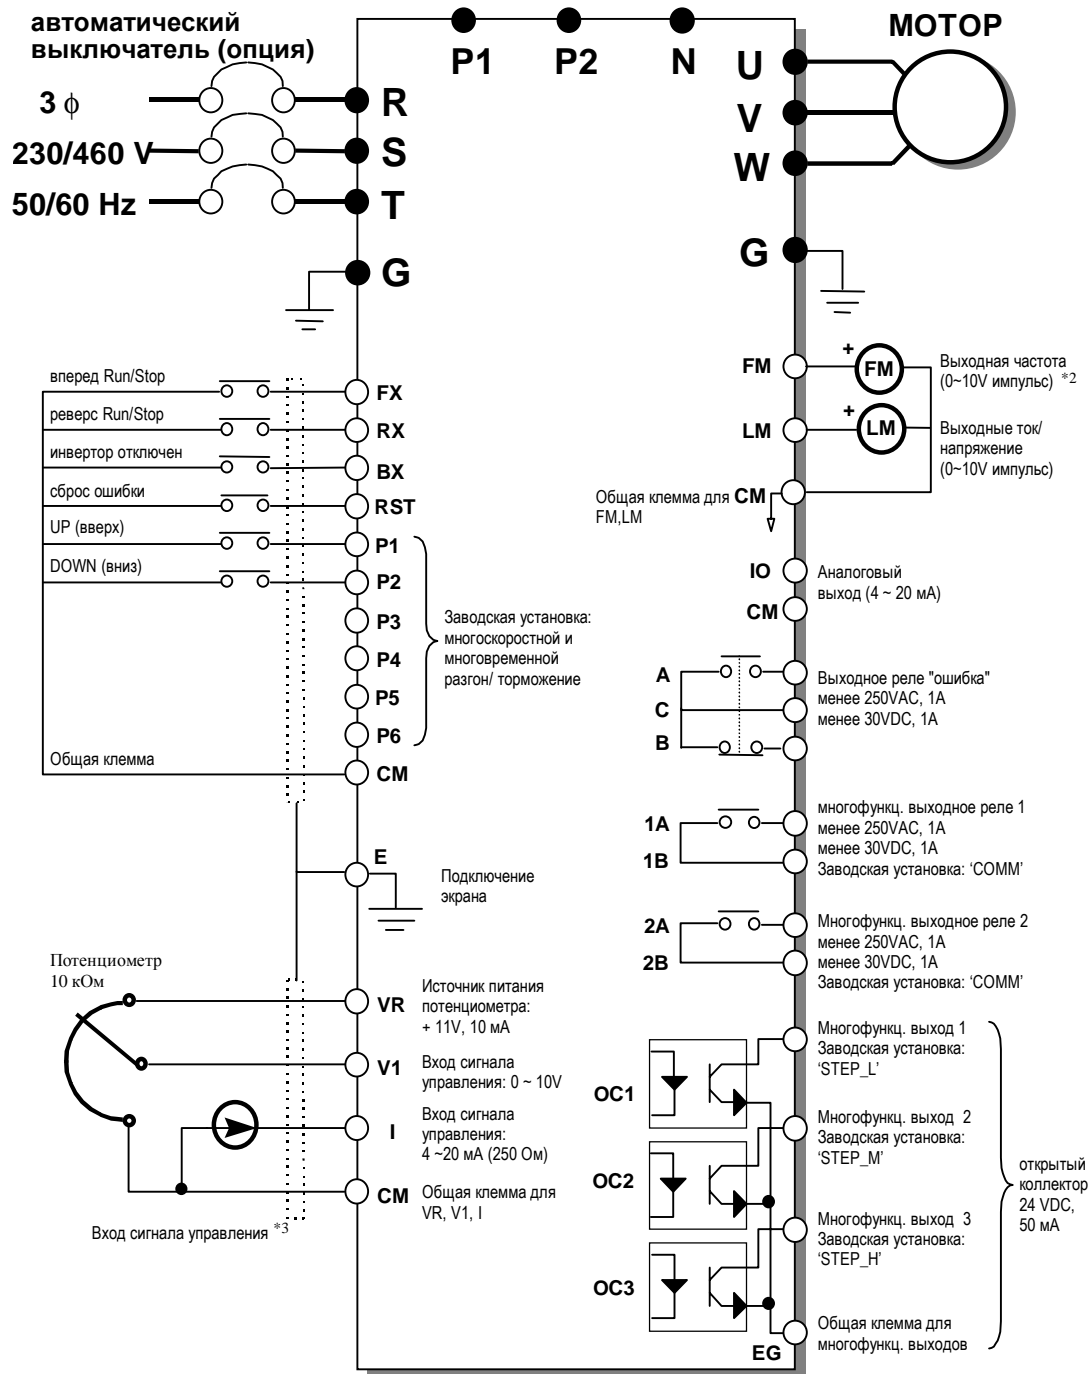 автоматический
выключатель (опция)
3 ϕ
230/460 V
50/60 Hz
R
S
T
G
P1
P2
N
U
V
W
G
МОТОР
вперед Run/Stop
FX
реверс Run/Stop
RX
инвертор отключен
BX
сброс ошибки
RST
UP (вверх)
P1
DOWN (вниз)
P2
P3
P4
P5
P6
Заводская установка:
многоскоростной и
многовременной
разгон/ торможение
Общая клемма
CM
E
Подключение
экрана
Потенциометр
10 кОм
VR
Источник питания
потенциометра:
+ 11V, 10 мА
V1
Вход сигнала
управления: 0 ~ 10V
I
Вход сигнала
управления:
4 ~20 мА (250 Ом)
CM
Общая клемма для
VR, V1, I
Вход сигнала управления *3
FM
+
FM
Выходная частота
(0~10V импульс) *2
LM
+
LM
Выходные ток/
напряжение
(0~10V импульс)
Общая клемма для
FM,LM
CM
IO
Аналоговый
выход (4 ~ 20 мА)
CM
A
C
B
Выходное реле "ошибка"
менее 250VAC, 1A
менее 30VDC, 1A
1A
1B
многофункц. выходное реле 1
менее 250VAC, 1A
менее 30VDC, 1A
Заводская установка: ‘COMM’
2A
2B
Многофункц. выходное реле 2
менее 250VAC, 1A
менее 30VDC, 1A
Заводская установка: ‘COMM’
OC1
Многофункц. выход 1
Заводская установка:
‘STEP_L’
OC2
Многофункц. выход 2
Заводская установка:
‘STEP_M’
OC3
Многофункц. выход 3
Заводская установка:
‘STEP_H’
EG
Общая клемма для
многофункц. выходов
открытый
коллектор
24 VDC,
50 мА